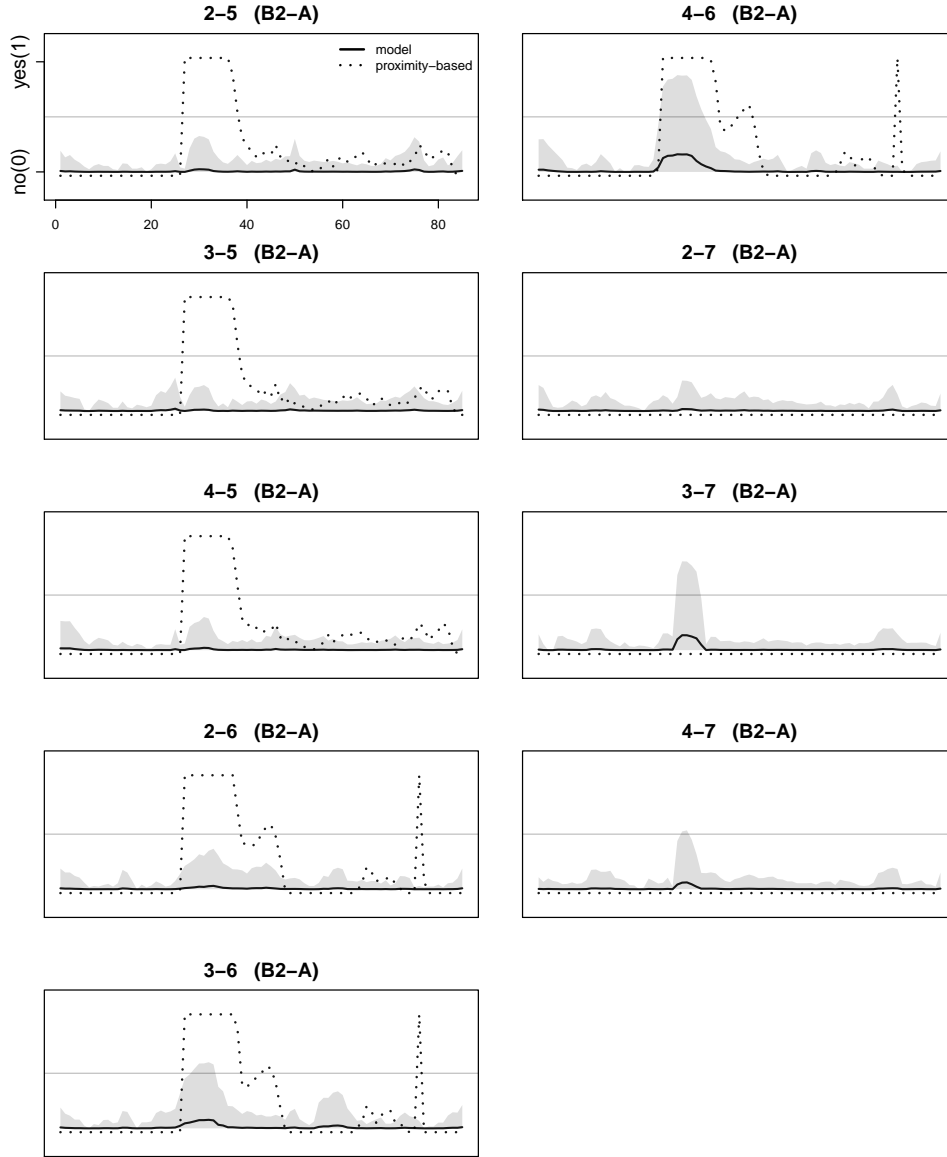 2−5 (B2−A)
yes(1)
no(0)
model
proximity−based
0 20 40 60 80
3−5 (B2−A)
4−5 (B2−A)
2−6 (B2−A)
3−6 (B2−A)
4−6 (B2−A)
2−7 (B2−A)
3−7 (B2−A)
4−7 (B2−A)